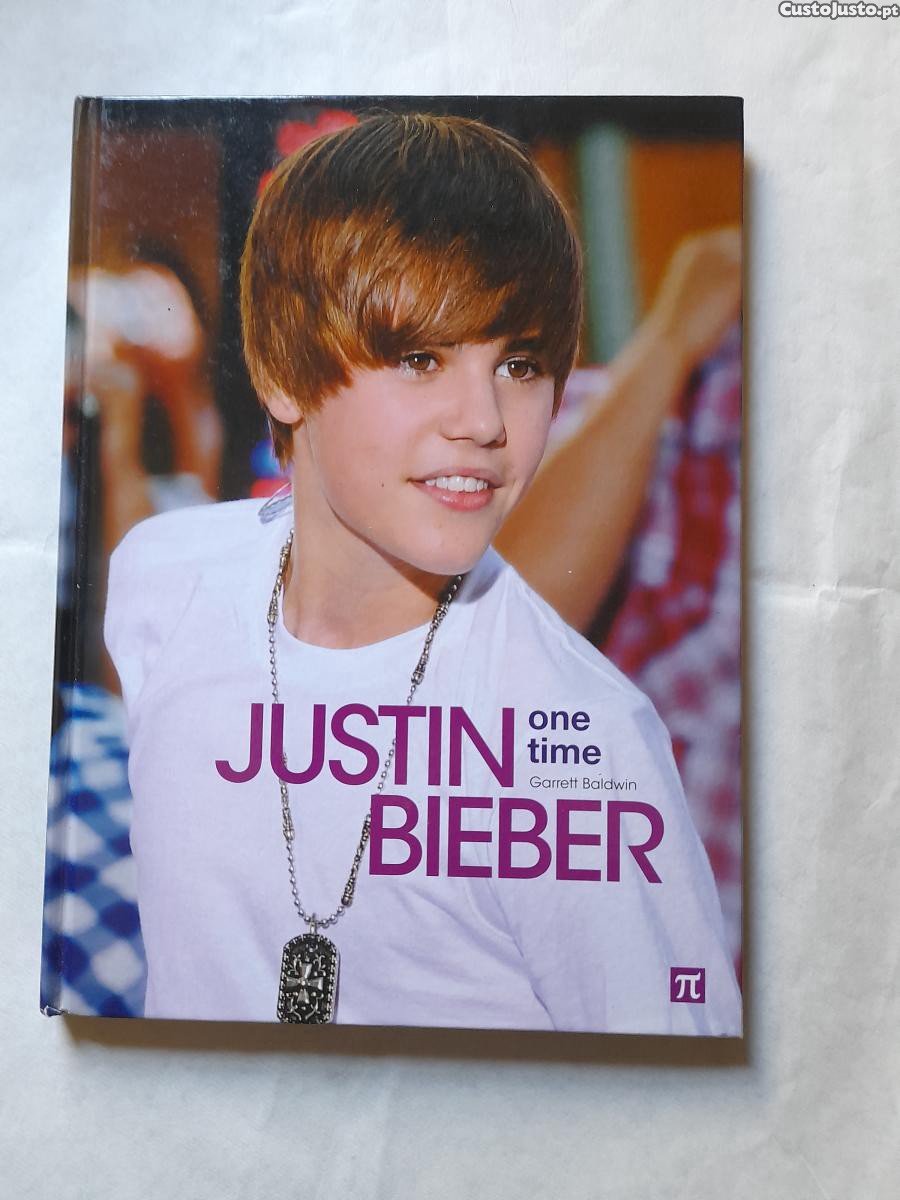 CustoJusto.pt
JUSTIN
one
time
Garrett Baldwin
BIEBER
π